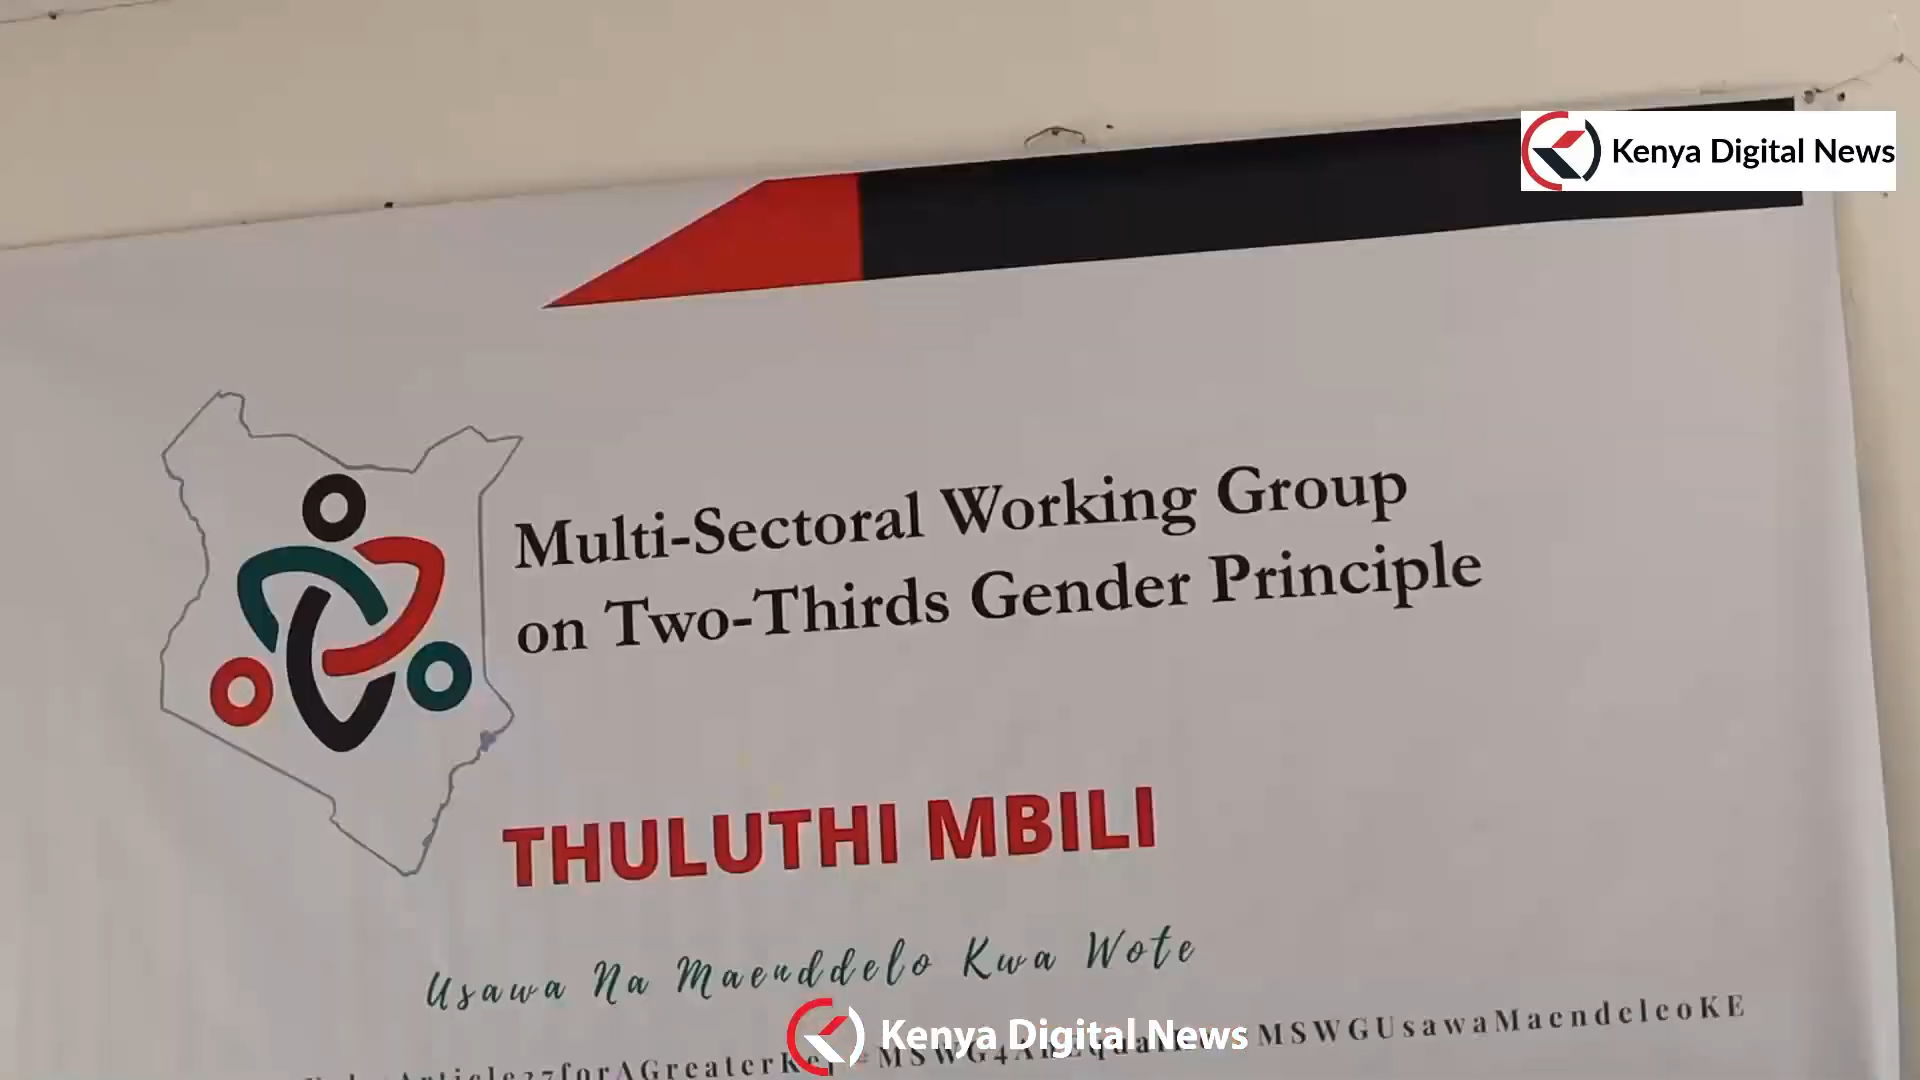 Kenya Digital News
Multi-Sectoral Working Group
on Two-Thirds Gender Principle
THULUTHI MBILI
Usawa Na Maenddelo Kwa Wote
Kenya Digital News
#MSWGUsawaMaendeleoKE